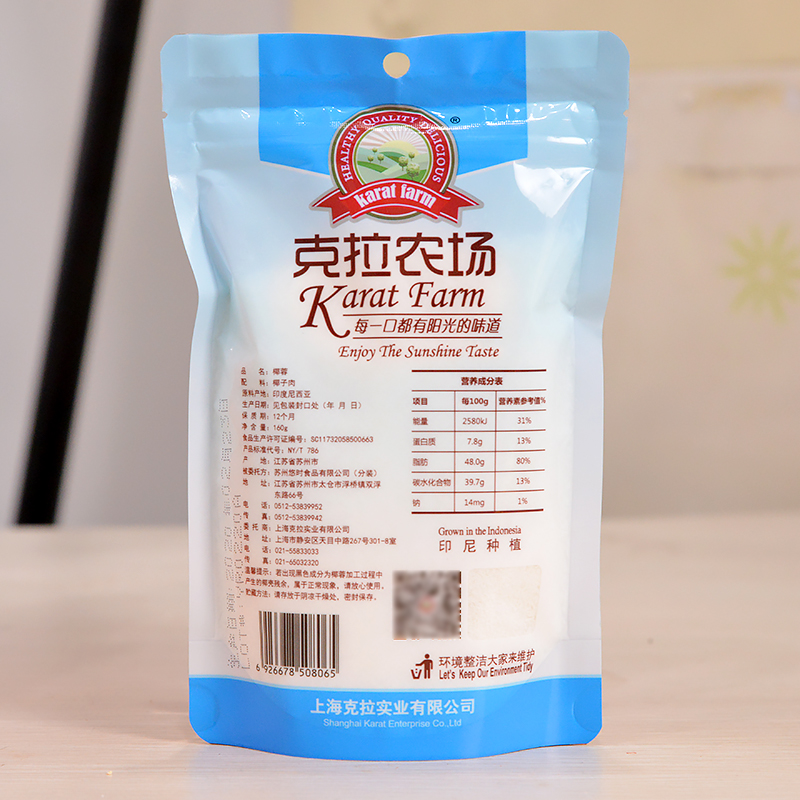 HEALTHY QUALITY DELICIOUS
®
karat farm
克拉农场
Karat Farm
每一口都有阳光的味道
Enjoy The Sunshine Taste
品 名：椰蓉
配 料：椰子肉
原料产地：印度尼西亚
生产日期：见包装封口处（年 月 日）
保 质 期：12个月
净 含 量：160g
食品生产许可证编号：SC11732058500663
产品标准代号：NY/T 786
产 地：江苏省苏州市
被委托方：苏州悠时食品有限公司（分装）
地 址：江苏省苏州市太仓市浮桥镇双浮
东路66号
电 话：0512-53839952
传 真：0512-53839942
委 托 商：上海克拉实业有限公司
地 址：上海市静安区天目中路267号301-8室
电 话：021-55833033
传 真：021-65032320
温馨提示：若出现黑色成分为椰蓉加工过程中
产生的椰壳残余，属于正常现象，请放心使用。
贮藏方法：请存放于阴凉干燥处，密封保存。
营养成分表
项目 每100g 营养素参考值%
能量 2580kJ 31%
蛋白质 7.8g 13%
脂肪 48.0g 80%
碳水化合物 39.7g 13%
钠 14mg 1%
Grown in the Indonesia
印尼种植
6 926678 508065
环境整洁大家来维护
Let's Keep Our Environment Tidy
上海克拉实业有限公司
Shanghai Karat Enterprise Co.,Ltd